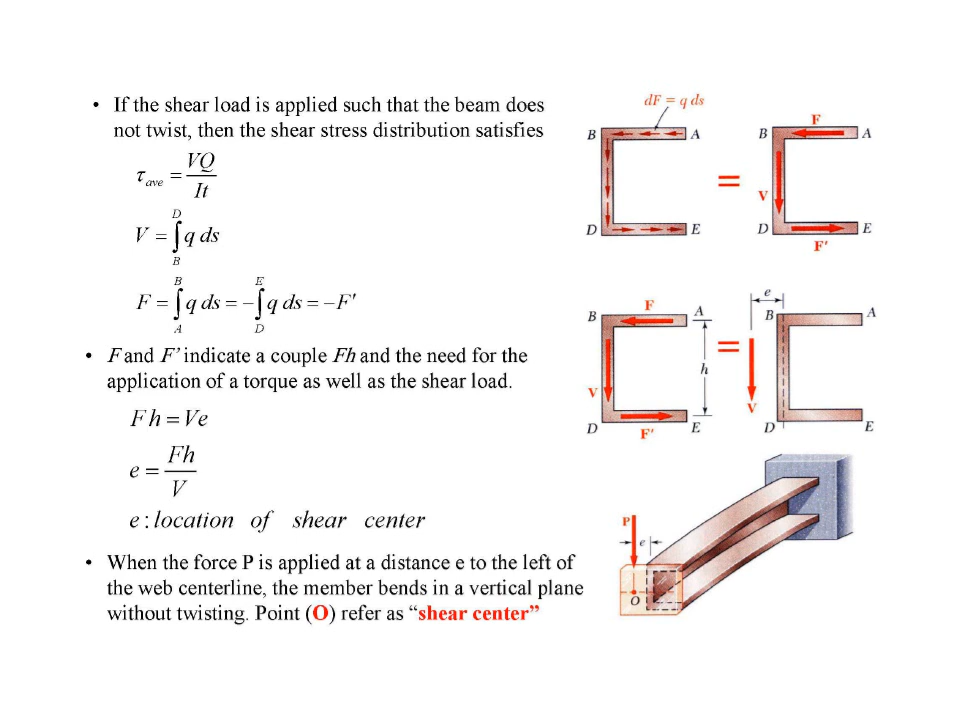 • If the shear load is applied such that the beam does
not twist, then the shear stress distribution satisfies
τ_ave = VQ / It
V = ∫_B^D q ds
F = ∫_A^B q ds = -∫_D^E q ds = -F'
• F and F' indicate a couple Fh and the need for the
application of a torque as well as the shear load.
F h = Ve
e = Fh / V
e : location of shear center
• When the force P is applied at a distance e to the left of
the web centerline, the member bends in a vertical plane
without twisting. Point (O) refer as “shear center”
dF = q ds
B A
D E
=
F
B A
V
D E
F'
F
B A
h
V
D E
F'
=
e
B A
V
D E
P
e
O